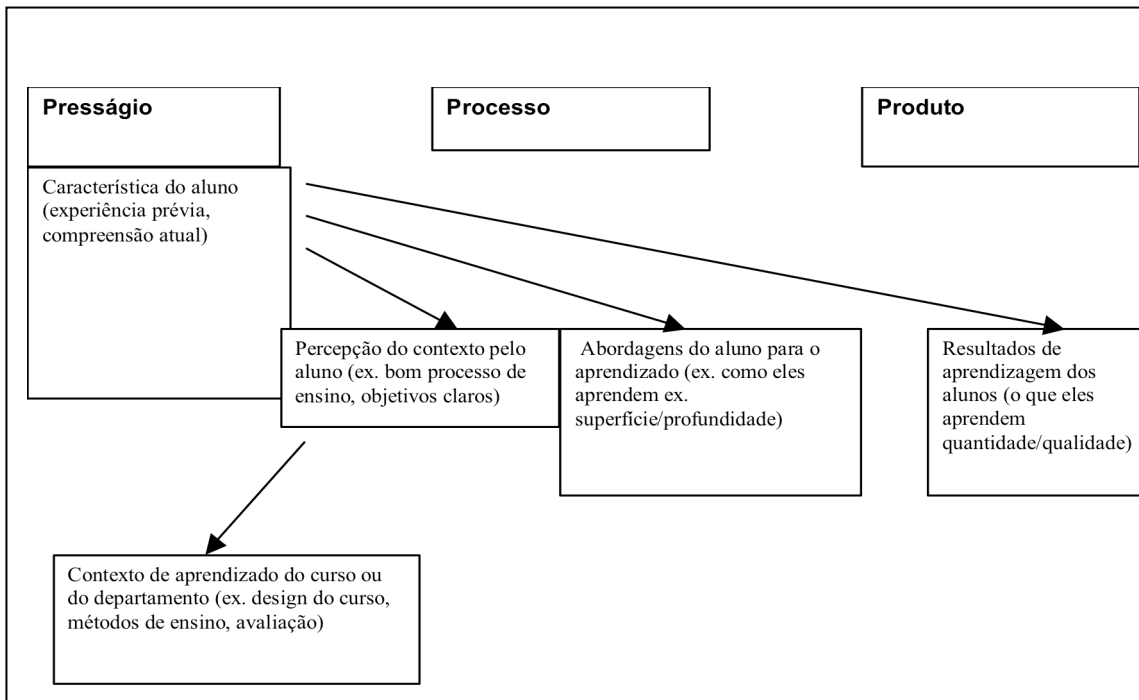 Presságio
Processo
Produto
Característica do aluno
(experiência prévia,
compreensão atual)
Percepção do contexto pelo
aluno (ex. bom processo de
ensino, objetivos claros)
Abordagens do aluno para o
aprendizado (ex. como eles
aprendem ex.
superfície/profundidade)
Resultados de
aprendizagem dos
alunos (o que eles
aprendem
quantidade/qualidade)
Contexto de aprendizado do curso ou
do departamento (ex. design do curso,
métodos de ensino, avaliação)